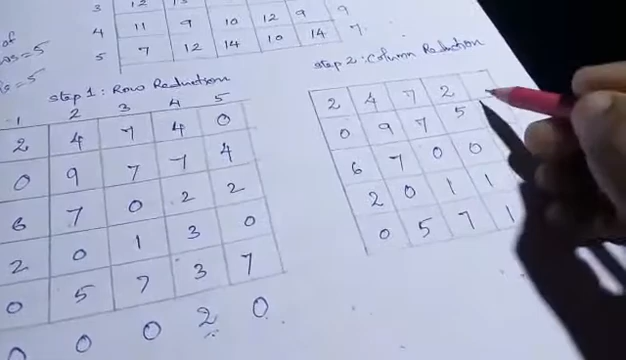 3 12 13
4 11 9 10 12 9 9
5 7 12 14 10 14 7
of
=5
=5
step 1: Row Reduction
step 2: Column Reduction
1 2 3 4 5
2 4 7 4 0
0 9 7 7 4
6 7 0 2 2
2 0 1 3 0
0 5 7 3 7
0 0 0 2 0
2 4 7 2
0 9 7 5
6 7 0 0
2 0 1 1
0 5 7 1